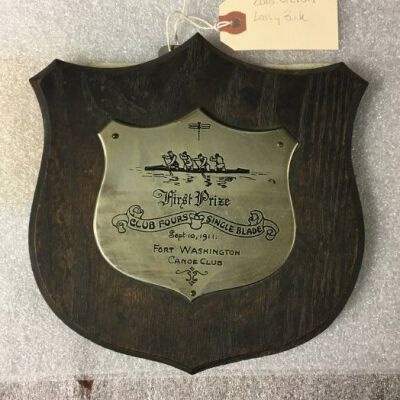 First Prize
CLUB FOURS SINGLE BLADE
Sept. 10, 1911.
FORT WASHINGTON
CANOE CLUB